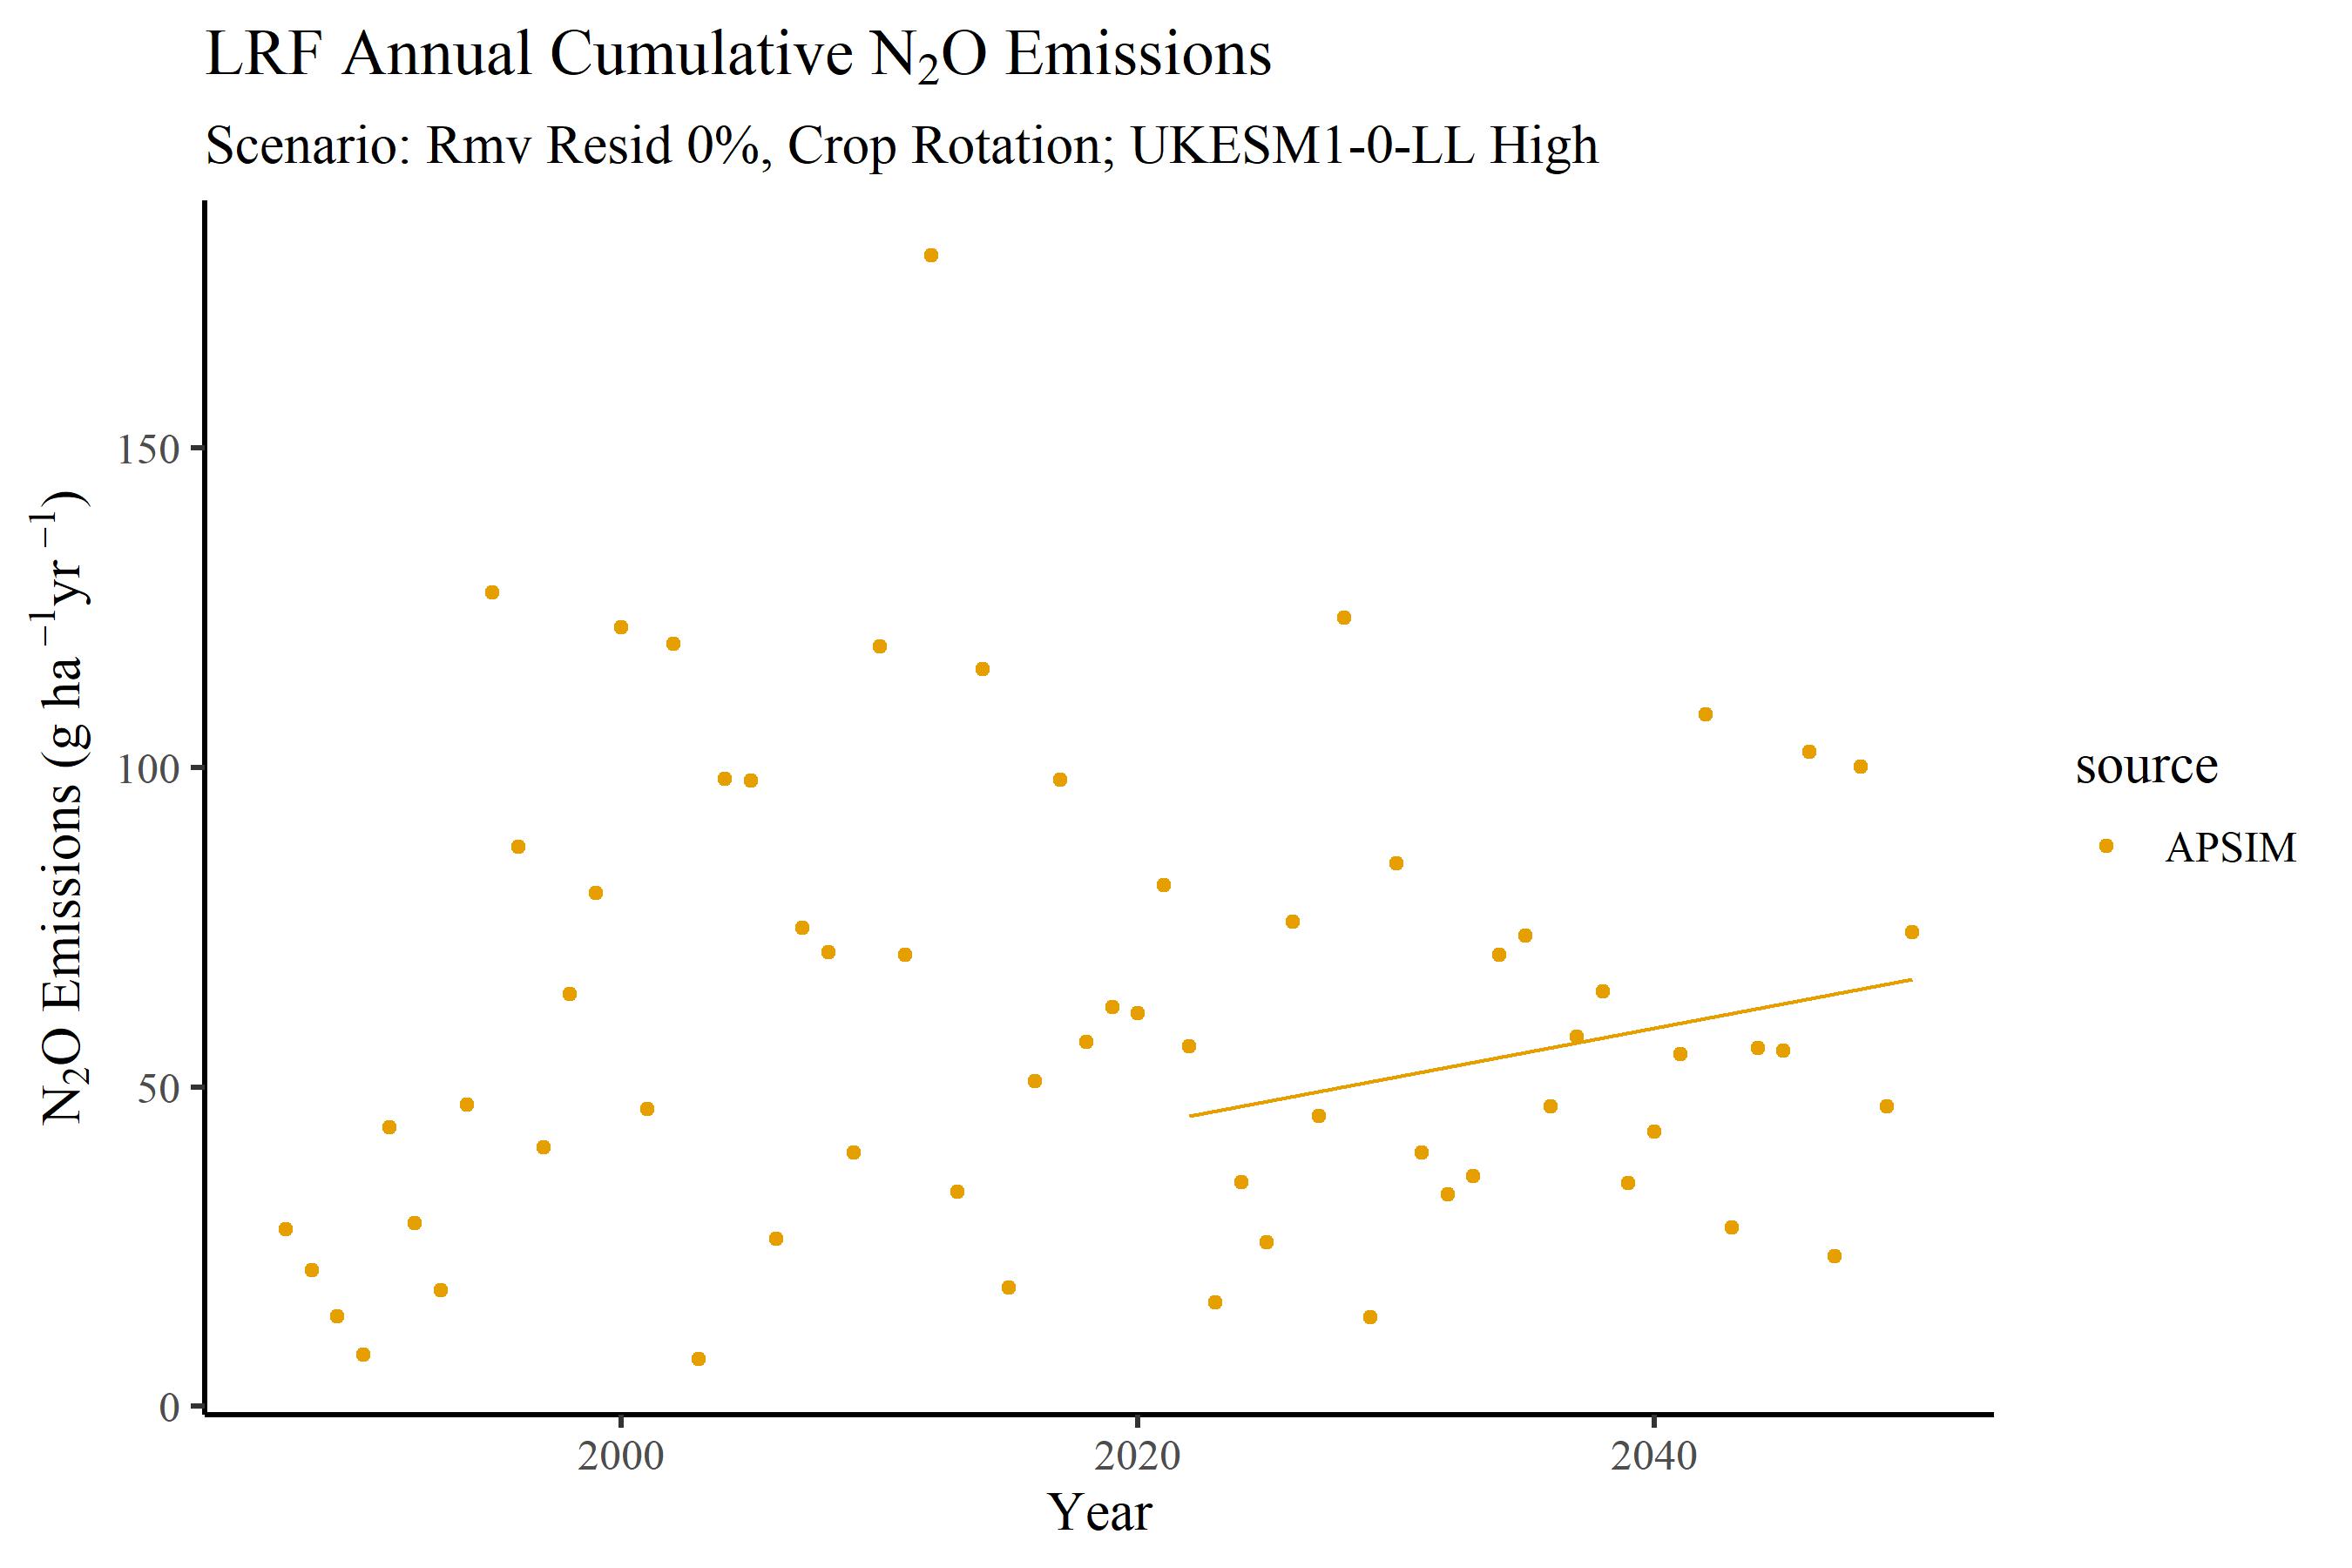 LRF Annual Cumulative N₂O Emissions
Scenario: Rmv Resid 0%, Crop Rotation; UKESM1-0-LL High
N₂O Emissions (g ha ⁻¹yr ⁻¹)
150
100
50
0
2000 2020 2040
Year
source
APSIM